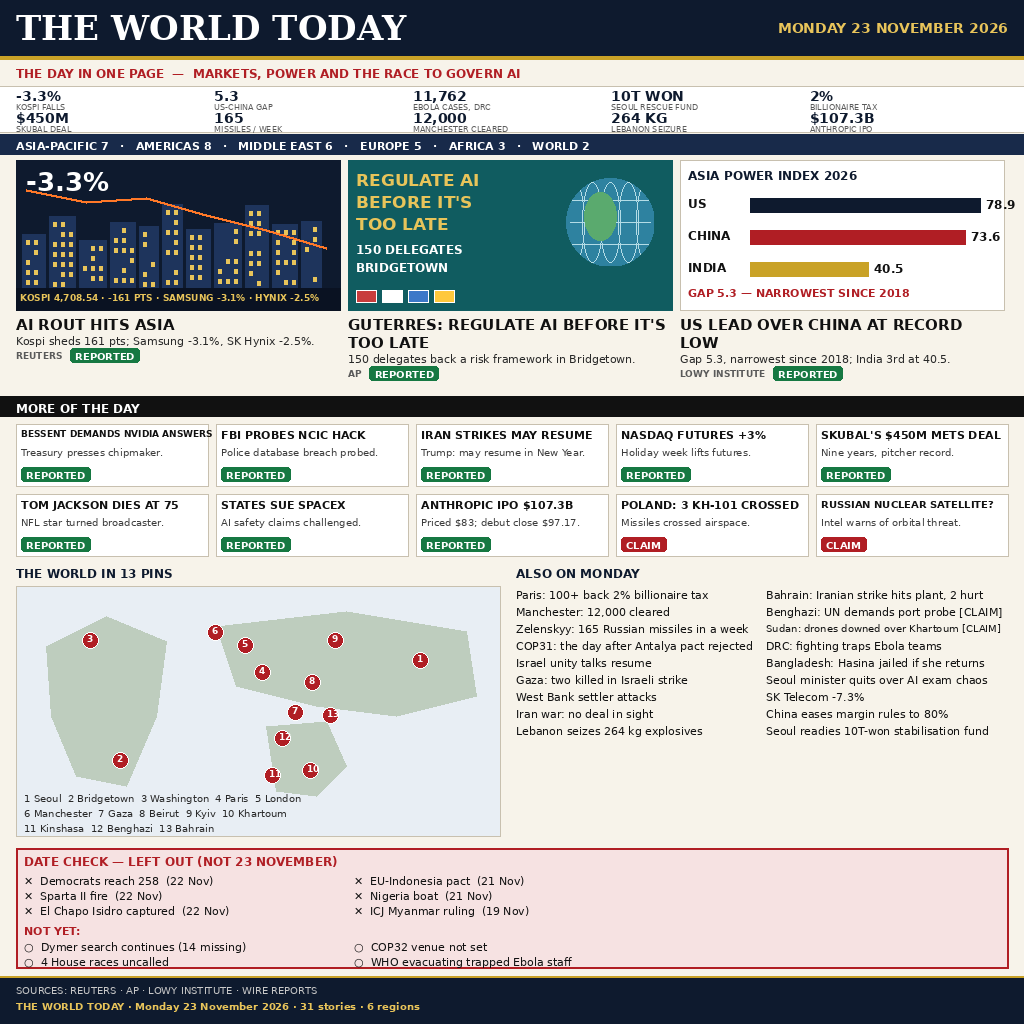 THE WORLD TODAY
MONDAY 23 NOVEMBER 2026
THE DAY IN ONE PAGE — MARKETS, POWER AND THE RACE TO GOVERN AI
-3.3%
KOSPI FALLS
5.3
US-CHINA GAP
11,762
EBOLA CASES, DRC
10T WON
SEOUL RESCUE FUND
2%
BILLIONAIRE TAX
$450M
SKUBAL DEAL
165
MISSILES / WEEK
12,000
MANCHESTER CLEARED
264 KG
LEBANON SEIZURE
$107.3B
ANTHROPIC IPO
ASIA-PACIFIC 7 · AMERICAS 8 · MIDDLE EAST 6 · EUROPE 5 · AFRICA 3 · WORLD 2
-3.3%
KOSPI 4,708.54 · -161 PTS · SAMSUNG -3.1% · HYNIX -2.5%
AI ROUT HITS ASIA
Kospi sheds 161 pts; Samsung -3.1%, SK Hynix -2.5%.
REUTERS REPORTED
REGULATE AI
BEFORE IT'S
TOO LATE
150 DELEGATES
BRIDGETOWN
GUTERRES: REGULATE AI BEFORE IT'S
TOO LATE
150 delegates back a risk framework in Bridgetown.
AP REPORTED
ASIA POWER INDEX 2026
US 78.9
CHINA 73.6
INDIA 40.5
GAP 5.3 — NARROWEST SINCE 2018
US LEAD OVER CHINA AT RECORD
LOW
Gap 5.3, narrowest since 2018; India 3rd at 40.5.
LOWY INSTITUTE REPORTED
MORE OF THE DAY
BESSENT DEMANDS NVIDIA ANSWERS
Treasury presses chipmaker.
REPORTED
FBI PROBES NCIC HACK
Police database breach probed.
REPORTED
IRAN STRIKES MAY RESUME
Trump: may resume in New Year.
REPORTED
NASDAQ FUTURES +3%
Holiday week lifts futures.
REPORTED
SKUBAL'S $450M METS DEAL
Nine years, pitcher record.
REPORTED
TOM JACKSON DIES AT 75
NFL star turned broadcaster.
REPORTED
STATES SUE SPACEX
AI safety claims challenged.
REPORTED
ANTHROPIC IPO $107.3B
Priced $83; debut close $97.17.
REPORTED
POLAND: 3 KH-101 CROSSED
Missiles crossed airspace.
CLAIM
RUSSIAN NUCLEAR SATELLITE?
Intel warns of orbital threat.
CLAIM
THE WORLD IN 13 PINS
3
6
5
9
1
4
8
7
13
12
2
11
10
1 Seoul 2 Bridgetown 3 Washington 4 Paris 5 London
6 Manchester 7 Gaza 8 Beirut 9 Kyiv 10 Khartoum
11 Kinshasa 12 Benghazi 13 Bahrain
ALSO ON MONDAY
Paris: 100+ back 2% billionaire tax
Manchester: 12,000 cleared
Zelenskyy: 165 Russian missiles in a week
COP31: the day after Antalya pact rejected
Israel unity talks resume
Gaza: two killed in Israeli strike
West Bank settler attacks
Iran war: no deal in sight
Lebanon seizes 264 kg explosives
Bahrain: Iranian strike hits plant, 2 hurt
Benghazi: UN demands port probe [CLAIM]
Sudan: drones downed over Khartoum [CLAIM]
DRC: fighting traps Ebola teams
Bangladesh: Hasina jailed if she returns
Seoul minister quits over AI exam chaos
SK Telecom -7.3%
China eases margin rules to 80%
Seoul readies 10T-won stabilisation fund
DATE CHECK — LEFT OUT (NOT 23 NOVEMBER)
× Democrats reach 258 (22 Nov)
× Sparta II fire (22 Nov)
× El Chapo Isidro captured (22 Nov)
× EU-Indonesia pact (21 Nov)
× Nigeria boat (21 Nov)
× ICJ Myanmar ruling (19 Nov)
NOT YET:
○ Dymer search continues (14 missing)
○ 4 House races uncalled
○ COP32 venue not set
○ WHO evacuating trapped Ebola staff
SOURCES: REUTERS · AP · LOWY INSTITUTE · WIRE REPORTS
THE WORLD TODAY · Monday 23 November 2026 · 31 stories · 6 regions